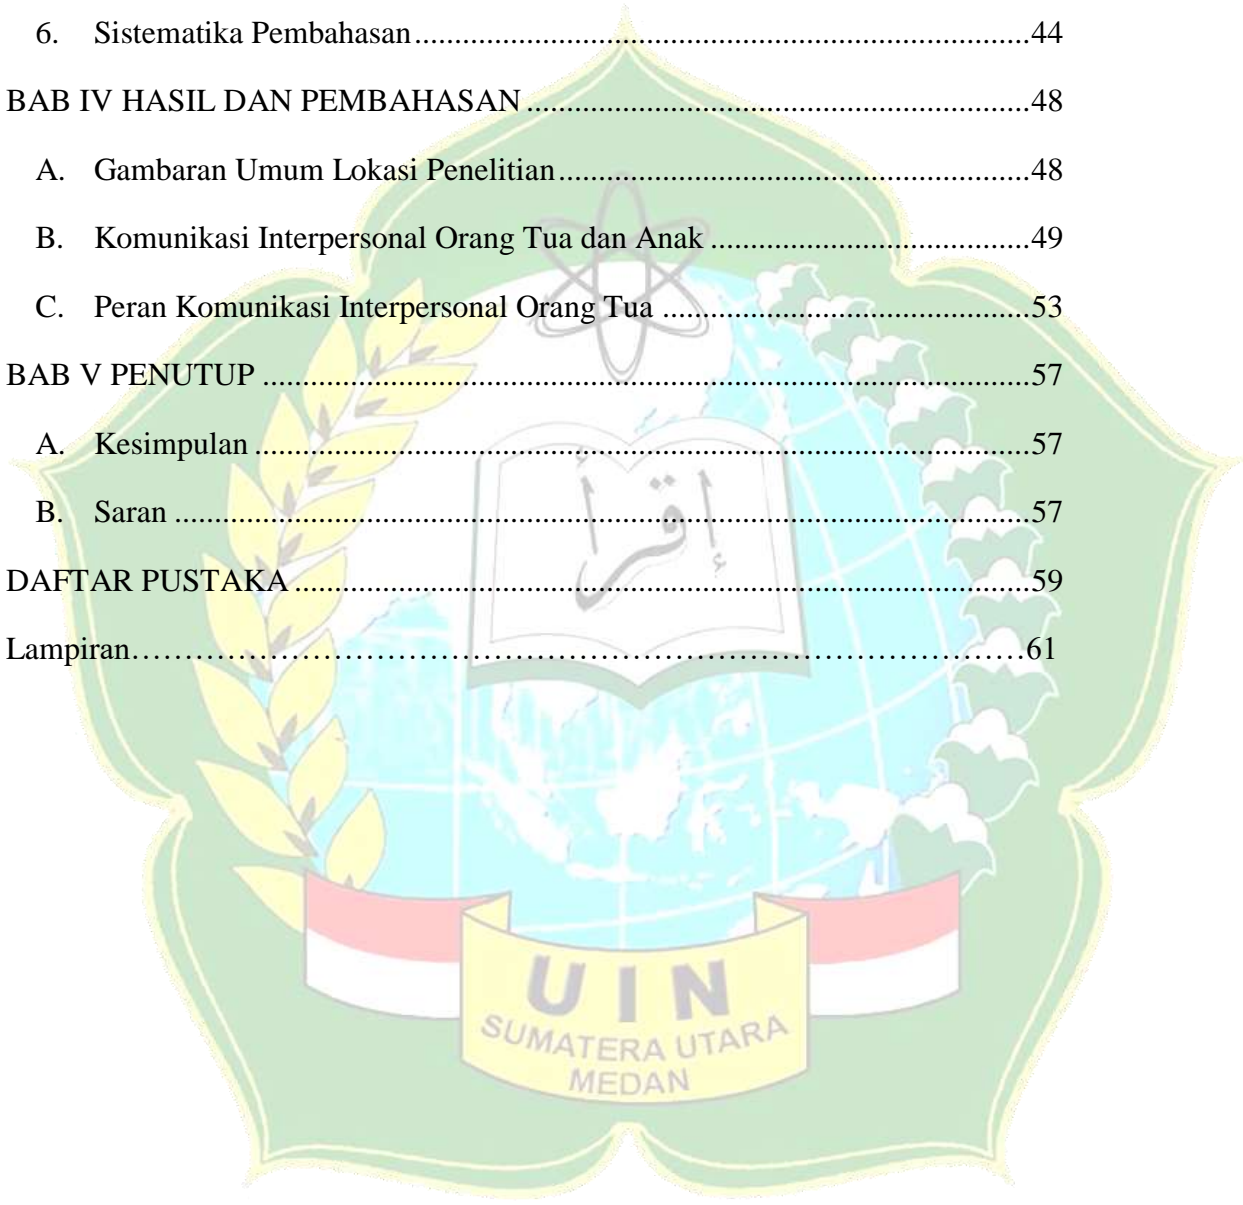 6. Sistematika Pembahasan.............................................................................44
BAB IV HASIL DAN PEMBAHASAN...............................................................48
A. Gambaran Umum Lokasi Penelitian...........................................................48
B. Komunikasi Interpersonal Orang Tua dan Anak ........................................49
C. Peran Komunikasi Interpersonal Orang Tua ..............................................53
BAB V PENUTUP ................................................................................................57
A. Kesimpulan .................................................................................................57
B. Saran ...........................................................................................................57
DAFTAR PUSTAKA............................................................................................59
Lampiran……………………………………………………………………………61
إقرأ
UIN
SUMATERA UTARA
MEDAN